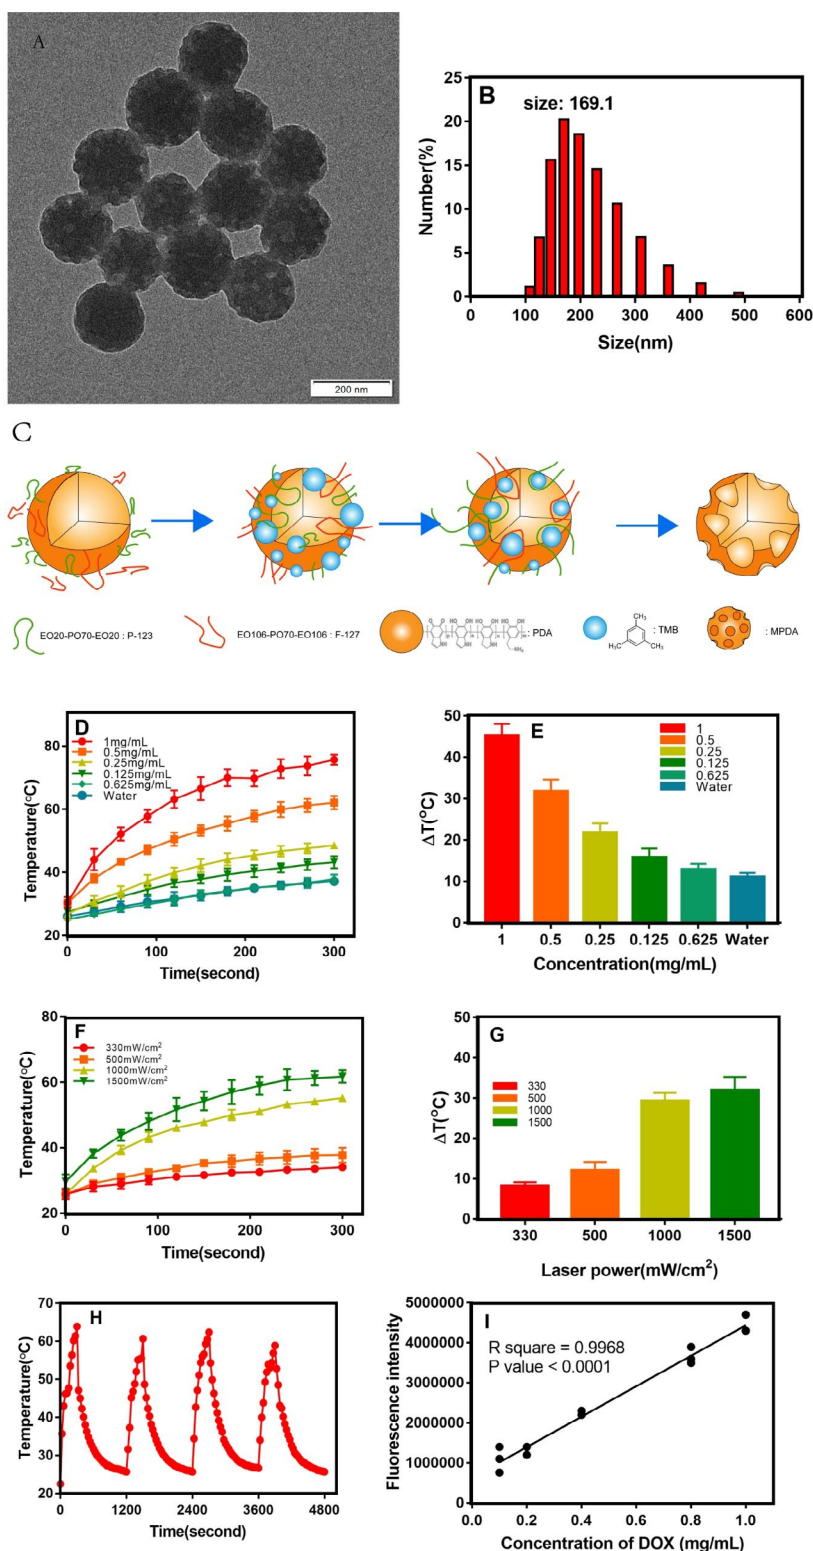 A
200 nm
B
size: 169.1
Number(%)
25
20
15
10
5
0
0 100 200 300 400 500 600
Size(nm)
C
EO20-PO70-EO20 : P-123
EO106-PO70-EO106 : F-127
: PDA
CH₃
H₃C CH₃
: TMB
: MPDA
D
1mg/mL
0.5mg/mL
0.25mg/mL
0.125mg/mL
0.625mg/mL
Water
Temperature(°C)
80
60
40
20
0 100 200 300
Time(second)
E
1
0.5
0.25
0.125
0.625
Water
ΔT(°C)
50
40
30
20
10
0
1 0.5 0.25 0.125 0.625 Water
Concentration(mg/mL)
F
330mW/cm²
500mW/cm²
1000mW/cm²
1500mW/cm²
Temperature(°C)
80
60
40
20
0 100 200 300
Time(second)
G
330
500
1000
1500
ΔT(°C)
50
40
30
20
10
0
330 500 1000 1500
Laser power(mW/cm²)
H
Temperature(°C)
70
60
50
40
30
20
0 1200 2400 3600 4800
Time(second)
I
R square = 0.9968
P value < 0.0001
Fluorescence intensity
5000000
4000000
3000000
2000000
1000000
0
0.0 0.2 0.4 0.6 0.8 1.0
Concentration of DOX (mg/mL)